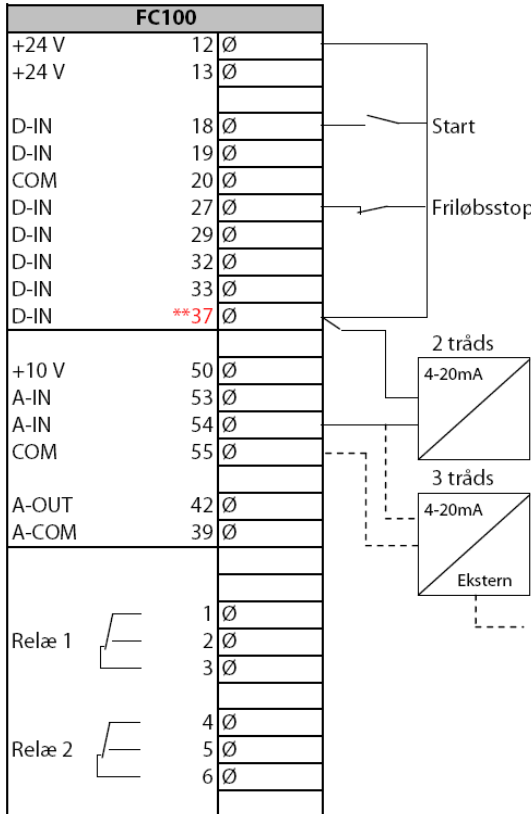 FC100
+24 V 12 Ø
+24 V 13 Ø
D-IN 18 Ø Start
D-IN 19 Ø
COM 20 Ø
D-IN 27 Ø Friløbsstop
D-IN 29 Ø
D-IN 32 Ø
D-IN 33 Ø
D-IN **37 Ø
2 tråds
4-20mA
+10 V 50 Ø
A-IN 53 Ø
A-IN 54 Ø
COM 55 Ø
3 tråds
4-20mA
Ekstern
A-OUT 42 Ø
A-COM 39 Ø
1 Ø
Relæ 1 2 Ø
3 Ø
4 Ø
Relæ 2 5 Ø
6 Ø